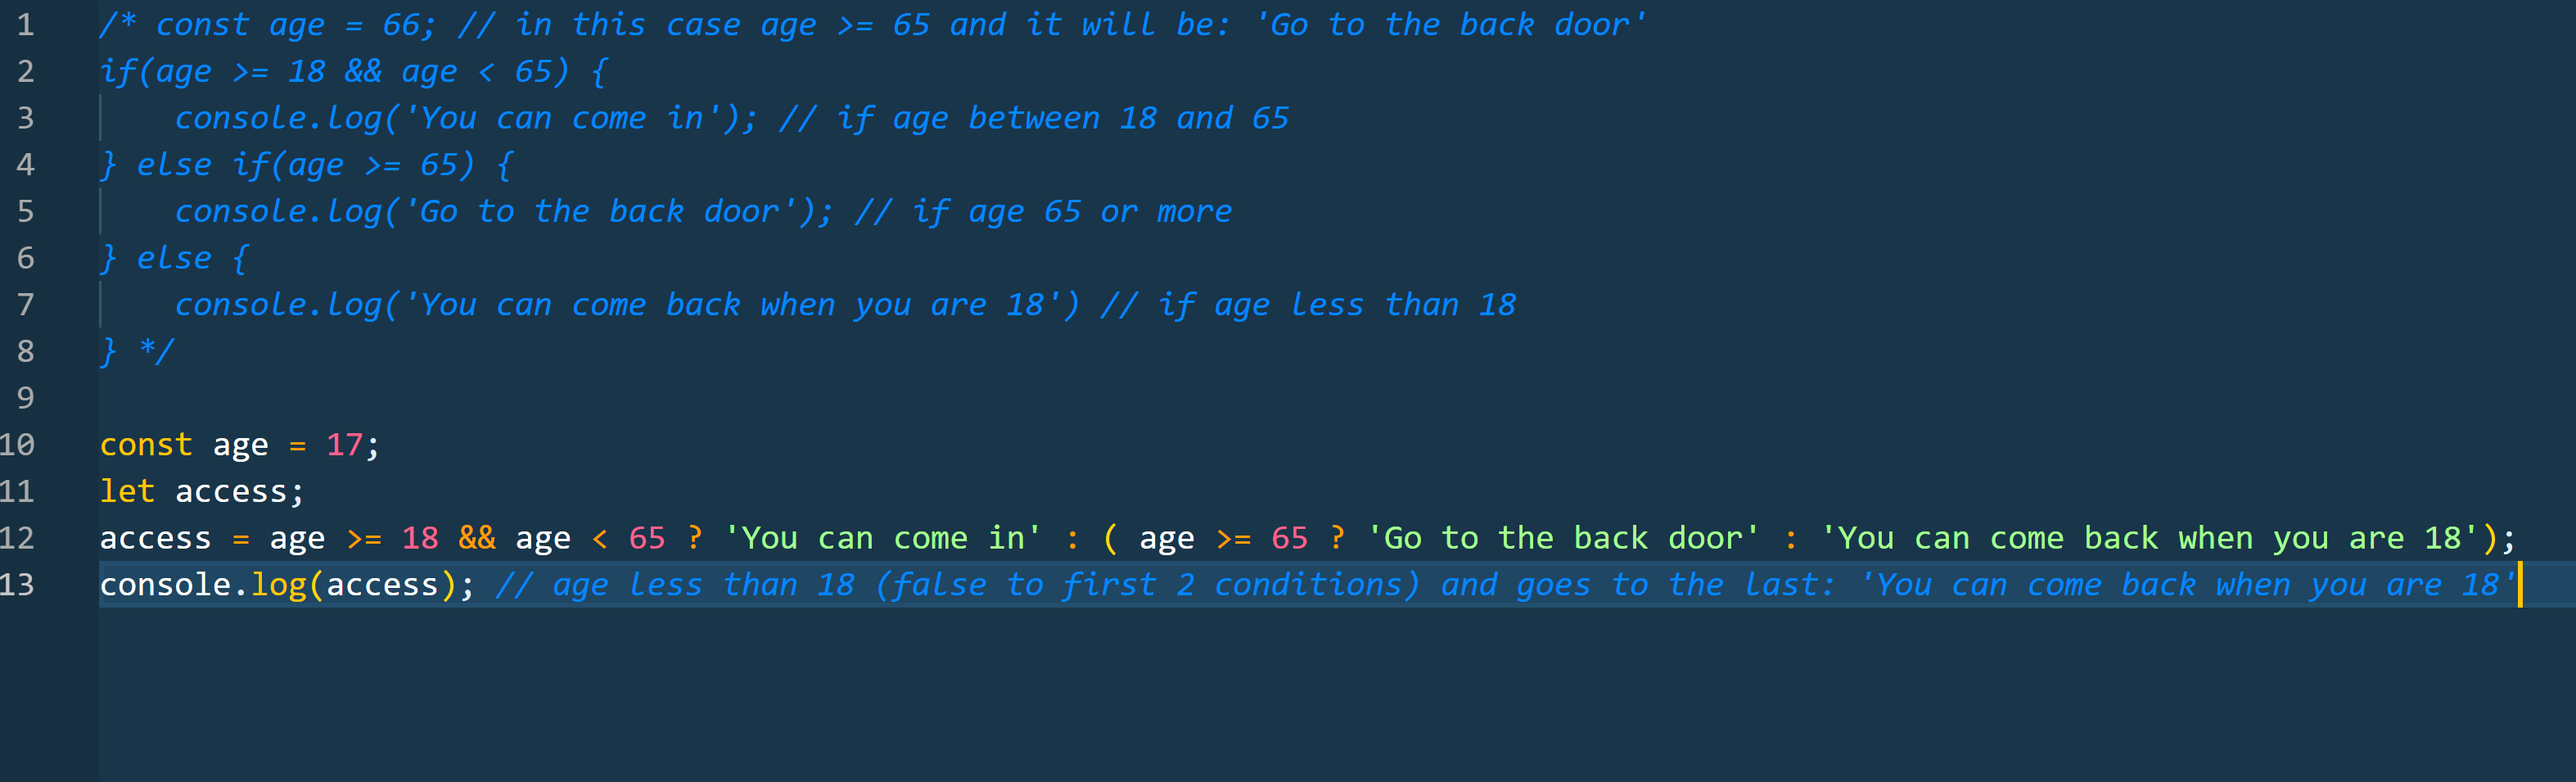 1 /* const age = 66; // in this case age >= 65 and it will be: 'Go to the back door'
2 if(age >= 18 && age < 65) {
3     console.log('You can come in'); // if age between 18 and 65
4 } else if(age >= 65) {
5     console.log('Go to the back door'); // if age 65 or more
6 } else {
7     console.log('You can come back when you are 18') // if age less than 18
8 } */
9
10 const age = 17;
11 let access;
12 access = age >= 18 && age < 65 ? 'You can come in' : ( age >= 65 ? 'Go to the back door' : 'You can come back when you are 18');
13 console.log(access); // age less than 18 (false to first 2 conditions) and goes to the last: 'You can come back when you are 18'